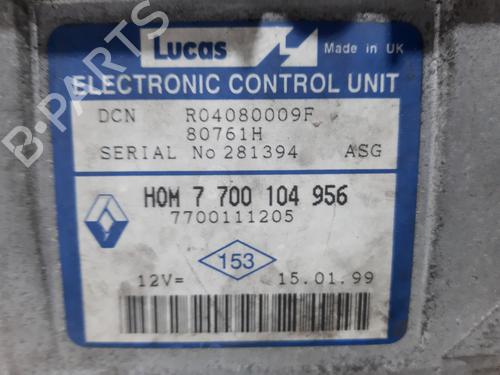 Lucas
Made in UK
ELECTRONIC CONTROL UNIT
DCN R04080009F
80761H
SERIAL No 281394 ASG
HOM 7 700 104 956
7700111205
153
12V= 15.01.99
B-PARTS